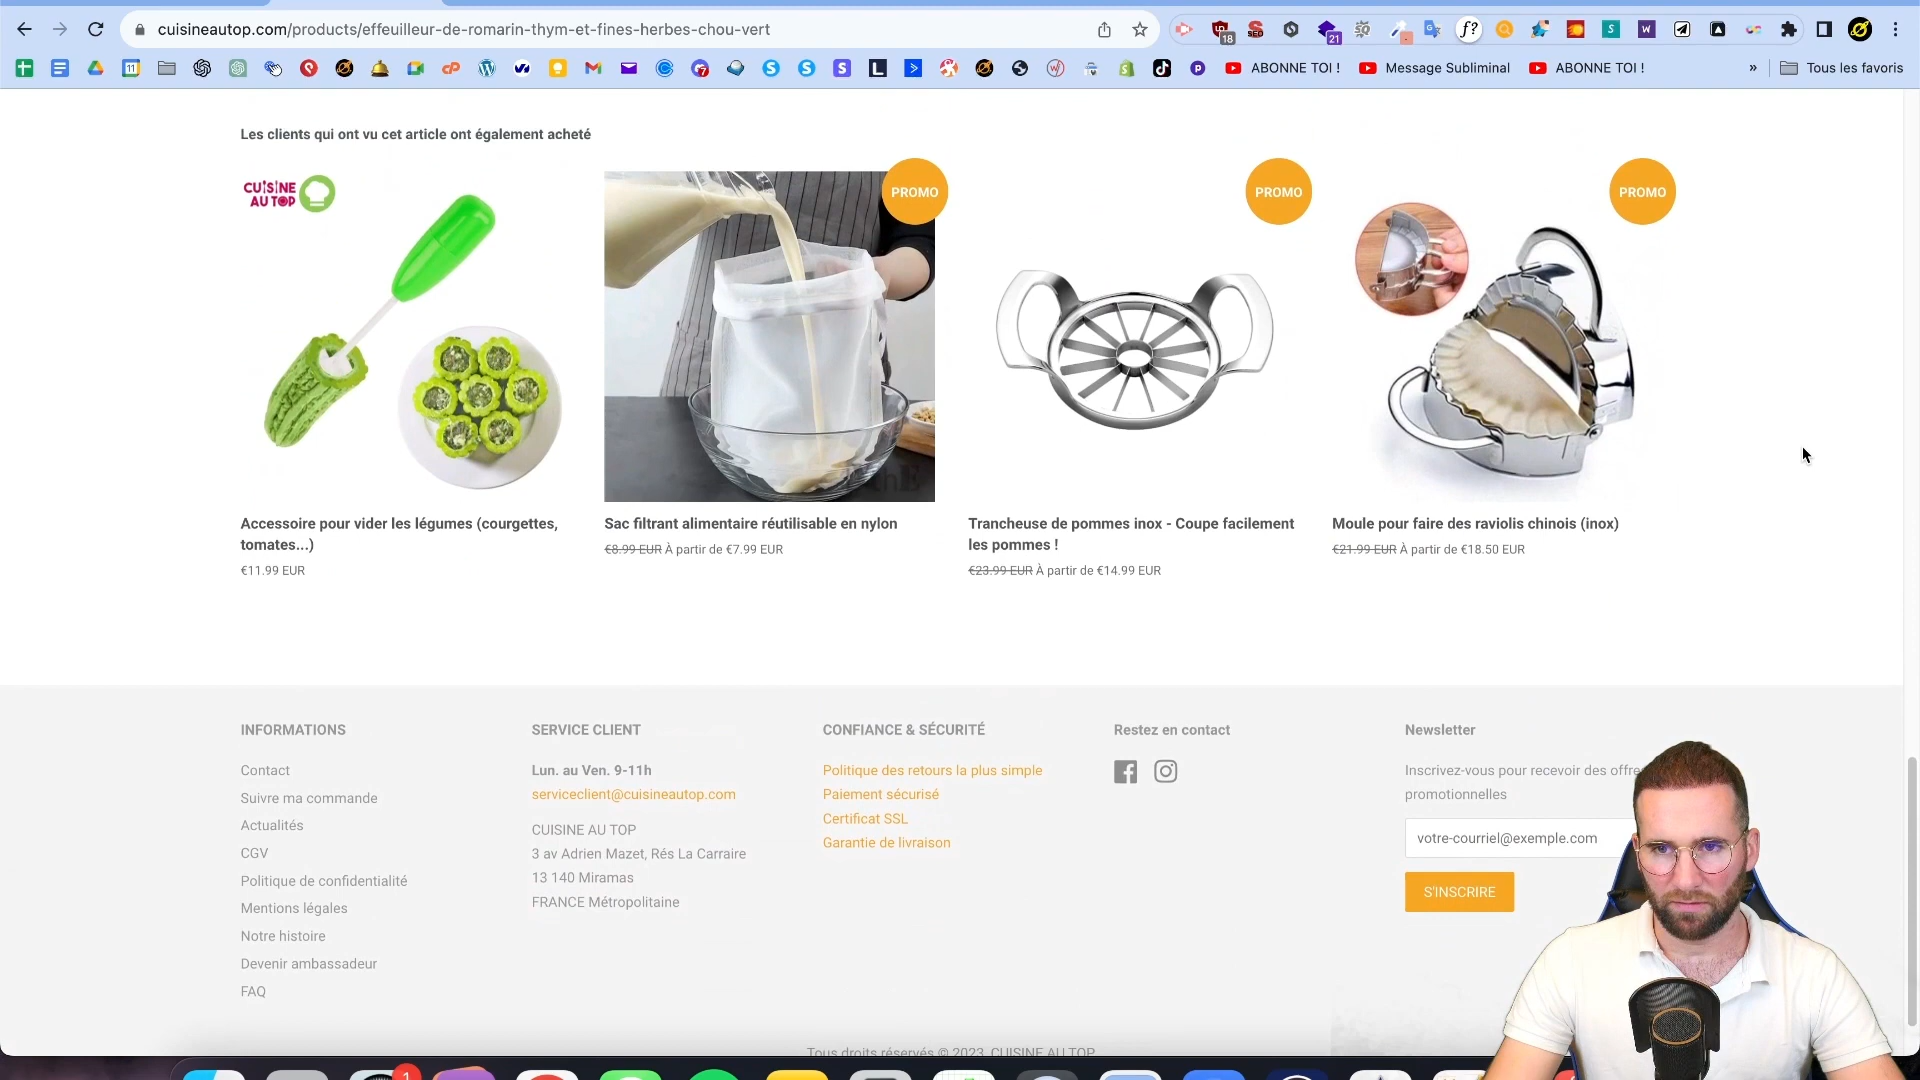 cuisineautop.com/products/effeuilleur-de-romarin-thym-et-fines-herbes-chou-vert
ABONNE TOI !
Message Subliminal
ABONNE TOI !
»
Tous les favoris
Les clients qui ont vu cet article ont également acheté
CUISINE
AU TOP
PROMO
PROMO
PROMO
Accessoire pour vider les légumes (courgettes,
tomates...)
€11.99 EUR
Sac filtrant alimentaire réutilisable en nylon
€8.99 EUR À partir de €7.99 EUR
Trancheuse de pommes inox - Coupe facilement
les pommes !
€23.99 EUR À partir de €14.99 EUR
Moule pour faire des raviolis chinois (inox)
€21.99 EUR À partir de €18.50 EUR
INFORMATIONS
Contact
Suivre ma commande
Actualités
CGV
Politique de confidentialité
Mentions légales
Notre histoire
Devenir ambassadeur
FAQ
SERVICE CLIENT
Lun. au Ven. 9-11h
serviceclient@cuisineautop.com
CUISINE AU TOP
3 av Adrien Mazet, Rés La Carraire
13 140 Miramas
FRANCE Métropolitaine
CONFIANCE & SÉCURITÉ
Politique des retours la plus simple
Paiement sécurisé
Certificat SSL
Garantie de livraison
Restez en contact
Newsletter
Inscrivez-vous pour recevoir des offre
promotionnelles
votre-courriel@exemple.com
S'INSCRIRE
Tous droits réservés © 2023, CUISINE AU TOP
1